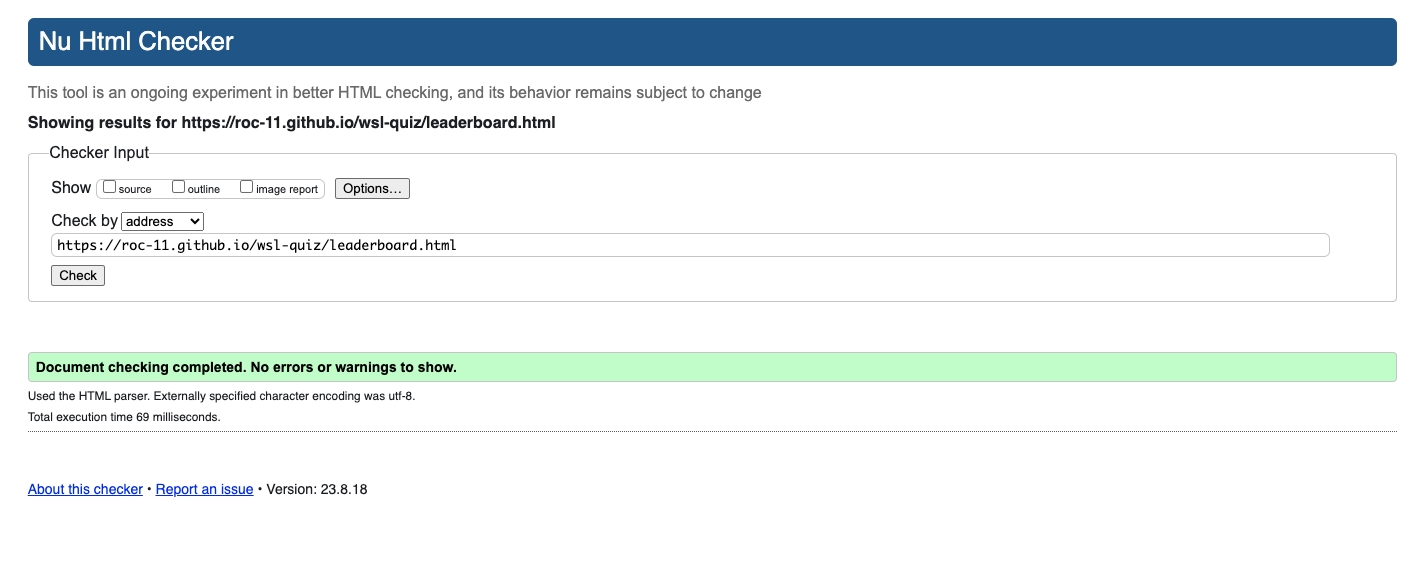 Nu Html Checker
This tool is an ongoing experiment in better HTML checking, and its behavior remains subject to change
Showing results for https://roc-11.github.io/wsl-quiz/leaderboard.html
Checker Input
Show source outline image report Options…
Check by address
https://roc-11.github.io/wsl-quiz/leaderboard.html
Check
Document checking completed. No errors or warnings to show.
Used the HTML parser. Externally specified character encoding was utf-8.
Total execution time 69 milliseconds.
About this checker • Report an issue • Version: 23.8.18